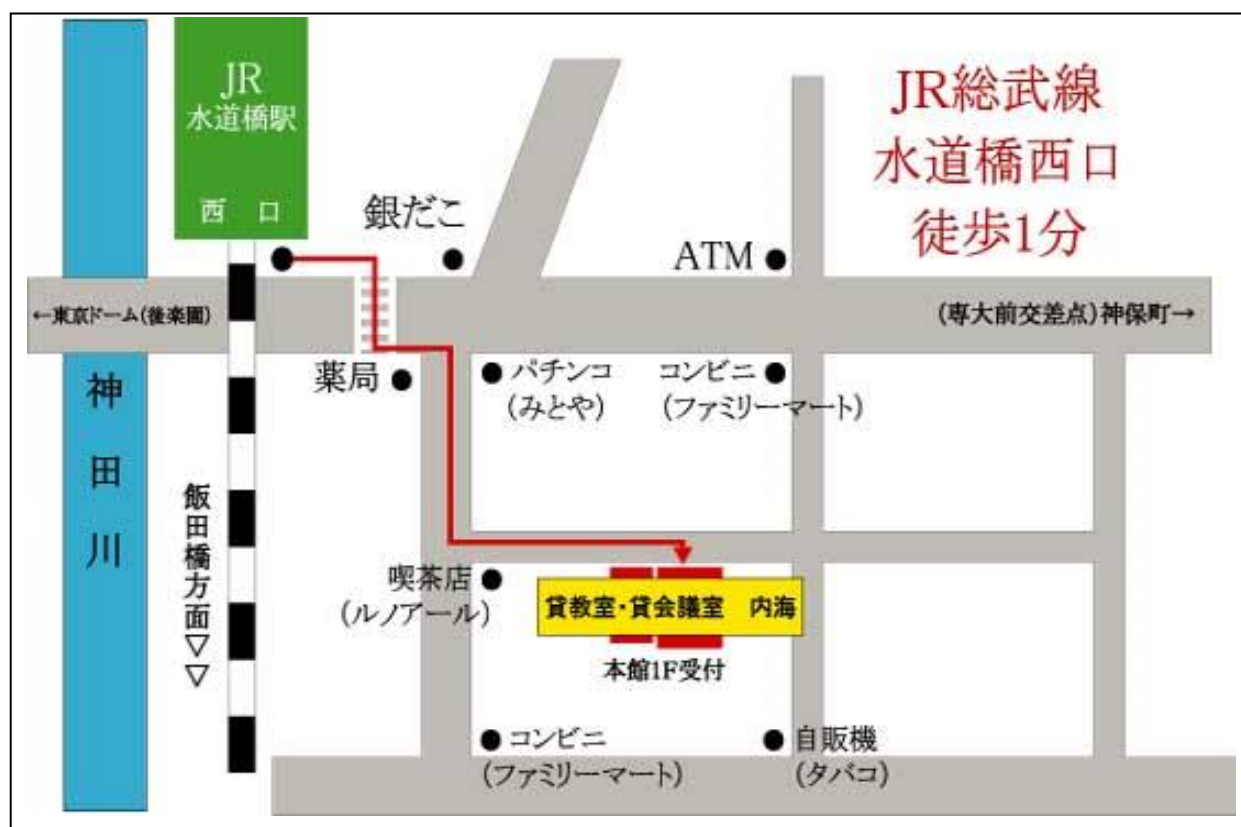 JR
水道橋駅
西 口
JR総武線
水道橋西口
徒歩1分
銀だこ
ATM
←東京ドーム(後楽園)
(専大前交差点)神保町→
薬局
パチンコ
(みとや)
コンビニ
(ファミリーマート)
神田川
飯田橋方面▽▽
喫茶店
(ルノアール)
貸教室・貸会議室 内海
本館1F受付
コンビニ
(ファミリーマート)
自販機
(タバコ)